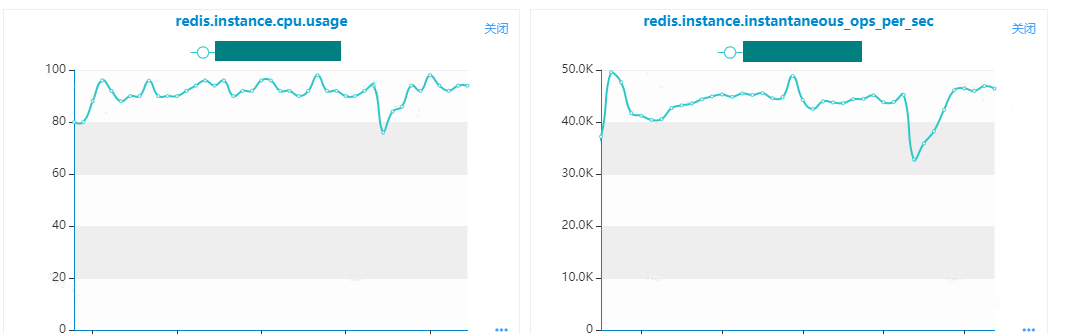 redis.instance.cpu.usage
关闭
100
80
60
40
20
0
redis.instance.instantaneous_ops_per_sec
关闭
50.0K
40.0K
30.0K
20.0K
10.0K
0